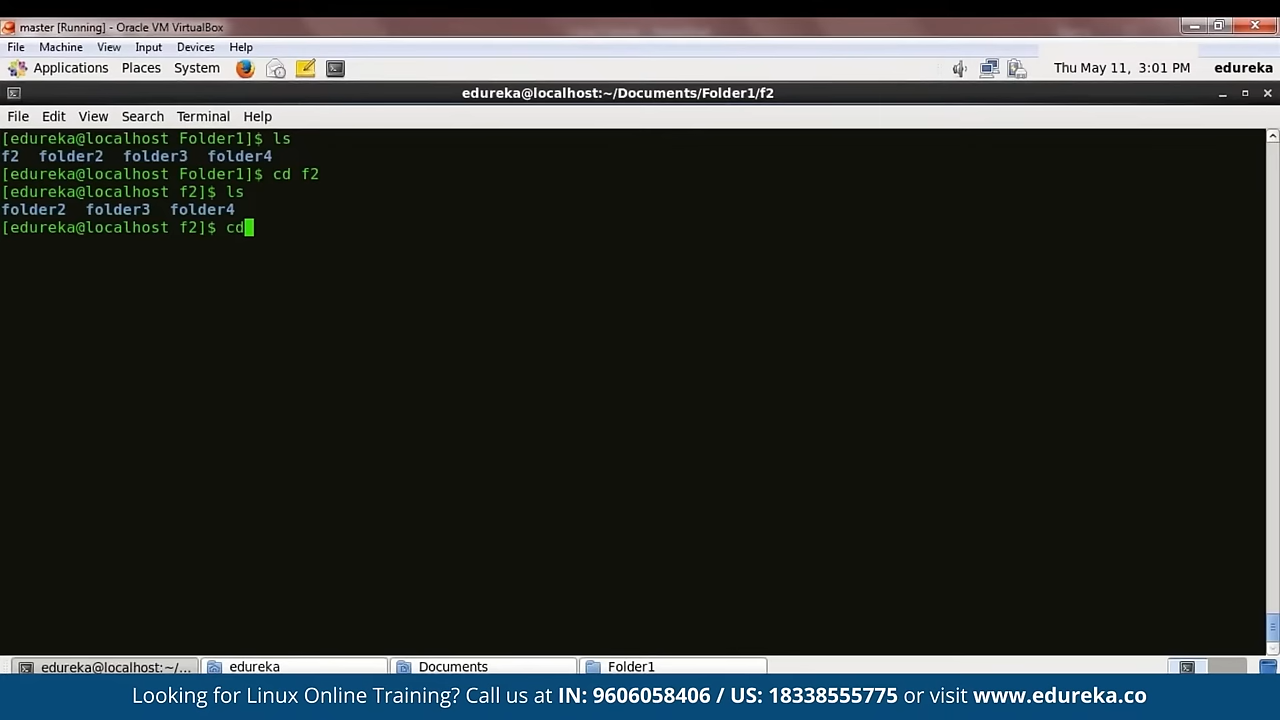 master [Running] - Oracle VM VirtualBox
File Machine View Input Devices Help
Applications Places System Thu May 11, 3:01 PM edureka
edureka@localhost:~/Documents/Folder1/f2
File Edit View Search Terminal Help
[edureka@localhost Folder1]$ ls
f2 folder2 folder3 folder4
[edureka@localhost Folder1]$ cd f2
[edureka@localhost f2]$ ls
folder2 folder3 folder4
[edureka@localhost f2]$ cd
edureka@localhost:~/... edureka Documents Folder1
Looking for Linux Online Training? Call us at IN: 9606058406 / US: 18338555775 or visit www.edureka.co